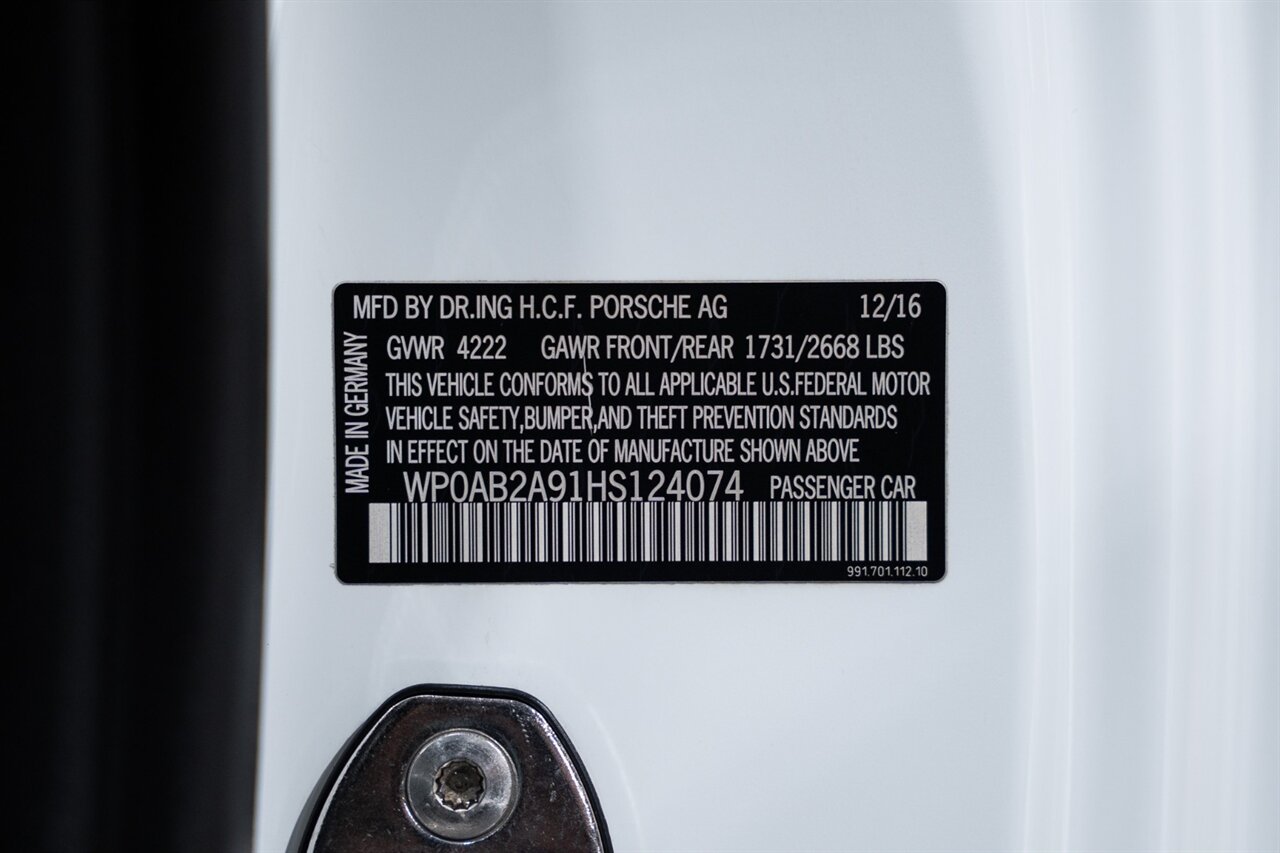 MFD BY DR.ING H.C.F. PORSCHE AG 12/16
MADE IN GERMANY
GVWR 4222 GAWR FRONT/REAR 1731/2668 LBS
THIS VEHICLE CONFORMS TO ALL APPLICABLE U.S.FEDERAL MOTOR
VEHICLE SAFETY,BUMPER,AND THEFT PREVENTION STANDARDS
IN EFFECT ON THE DATE OF MANUFACTURE SHOWN ABOVE
WP0AB2A91HS124074 PASSENGER CAR
991.701.112.10